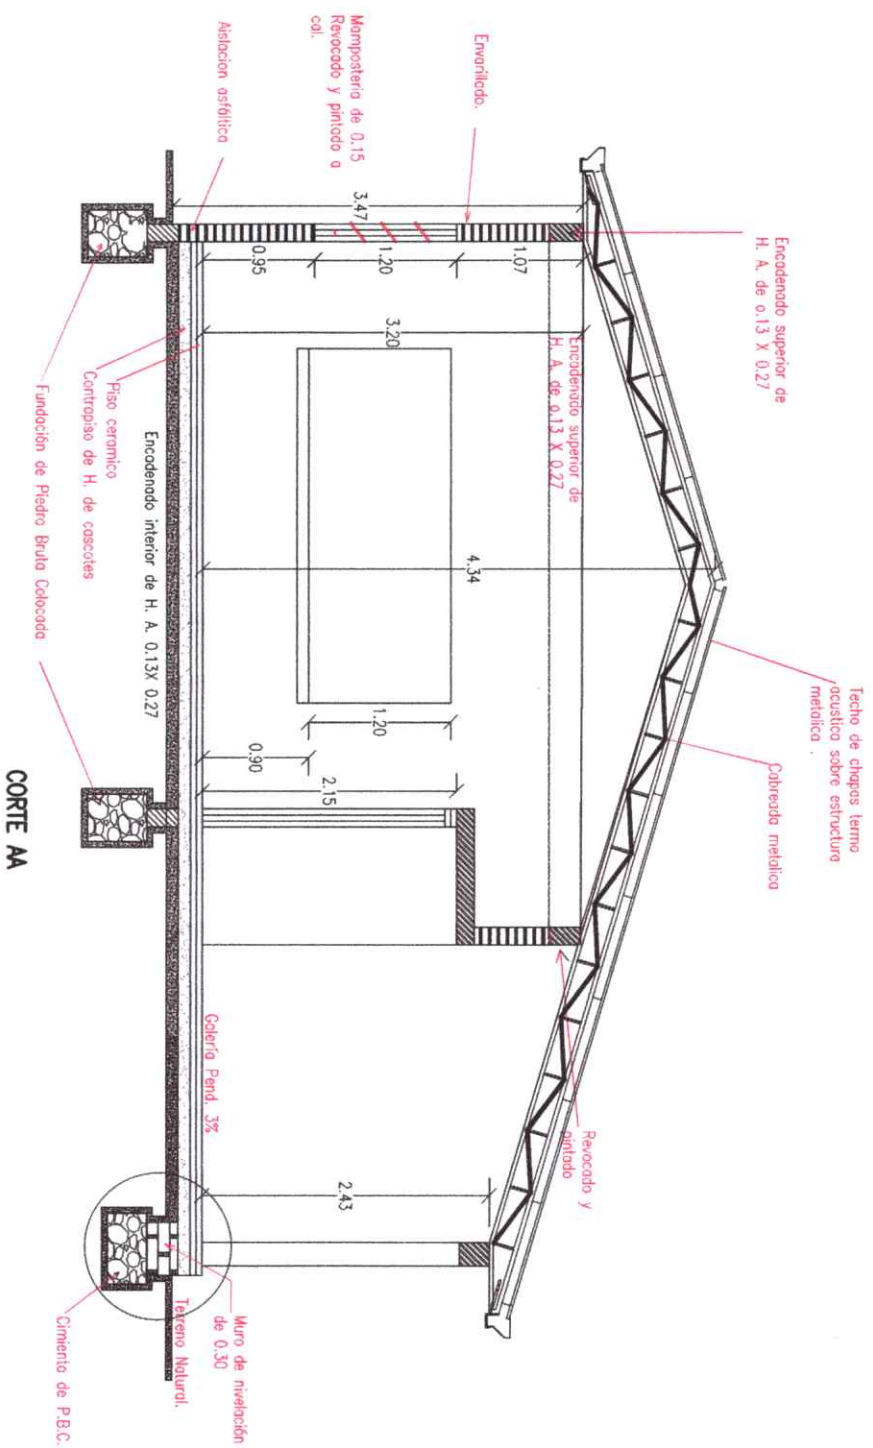 Techo de chapas termo
acustica sobre estructura
metalica .
Cabreada metalica
Encadenado superior de
H. A. de o.13 X 0.27
Envarillado.
Mamposteria de 0.15
Revocado y pintado a
cal.
Aislacion asfáltica
Encadenado superior de
H. A. de o.13 X 0.27
Revocado y
pintado
3.47
1.07
1.20
0.95
3.20
4.34
1.20
0.90
2.15
2.43
Galería Pend. 3%
Piso ceramico
Contrapiso de H. de cascotes
Encadenado interior de H. A. 0.13X 0.27
Fundación de Piedra Bruta Colocada
Muro de nivelación
de 0.30
Terreno Natural.
Cimiento de P.B.C.
CORTE AA